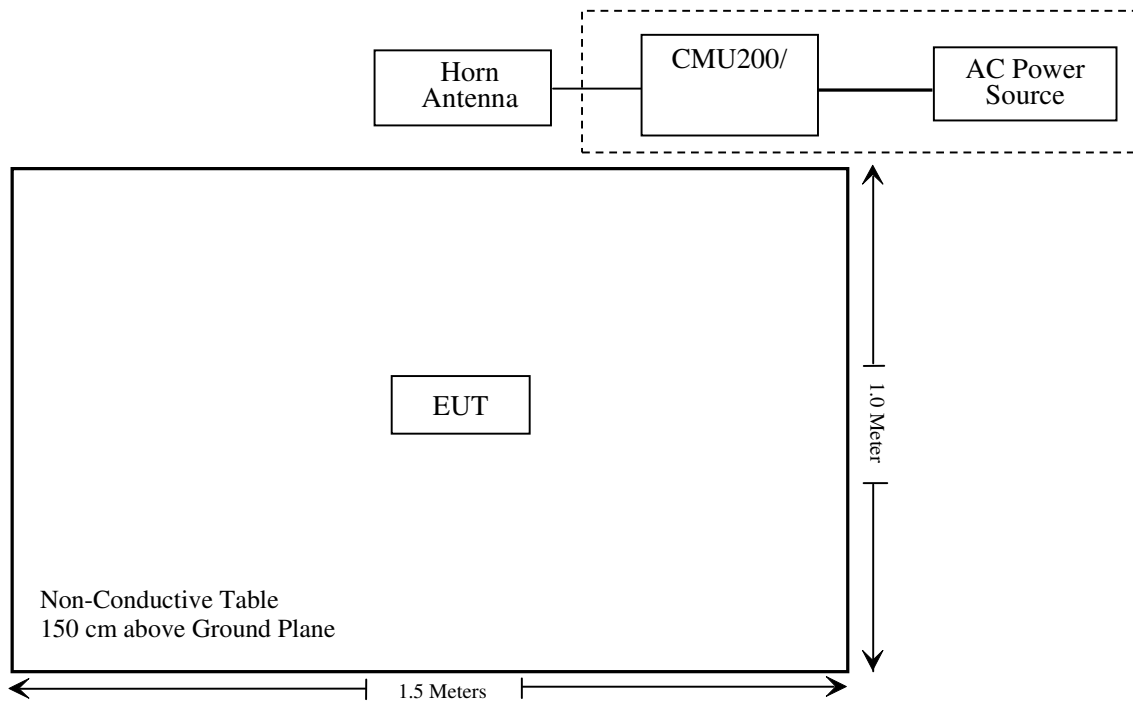 Horn
Antenna
CMU200/
AC Power
Source
EUT
1.0 Meter
Non-Conductive Table
150 cm above Ground Plane
1.5 Meters